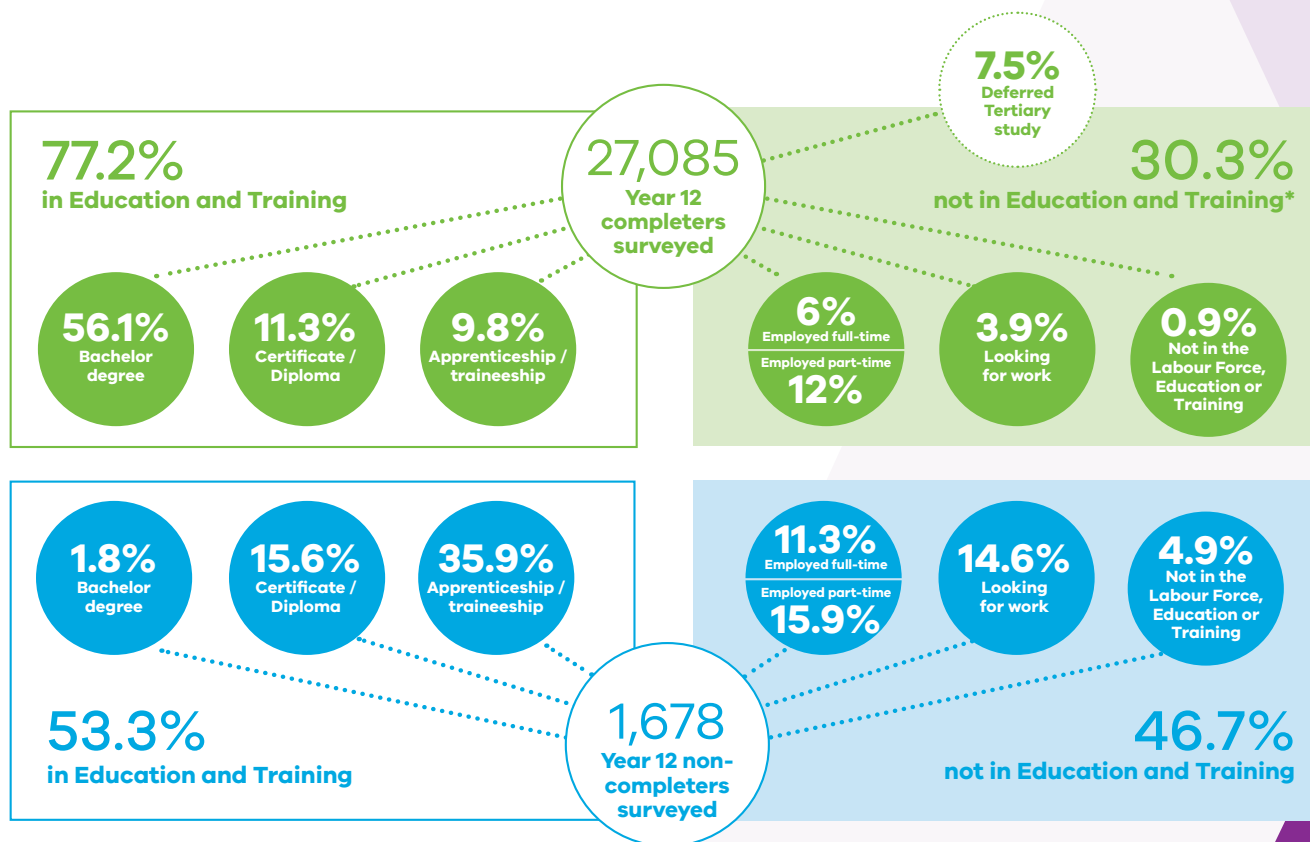 77.2%
in Education and Training
27,085
Year 12
completers
surveyed
7.5%
Deferred
Tertiary
study
30.3%
not in Education and Training*
56.1%
Bachelor
degree
11.3%
Certificate /
Diploma
9.8%
Apprenticeship /
traineeship
6%
Employed full-time
Employed part-time
12%
3.9%
Looking
for work
0.9%
Not in the
Labour Force,
Education or
Training
1.8%
Bachelor
degree
15.6%
Certificate /
Diploma
35.9%
Apprenticeship /
traineeship
11.3%
Employed full-time
Employed part-time
15.9%
14.6%
Looking
for work
4.9%
Not in the
Labour Force,
Education or
Training
53.3%
in Education and Training
1,678
Year 12 non-
completers
surveyed
46.7%
not in Education and Training